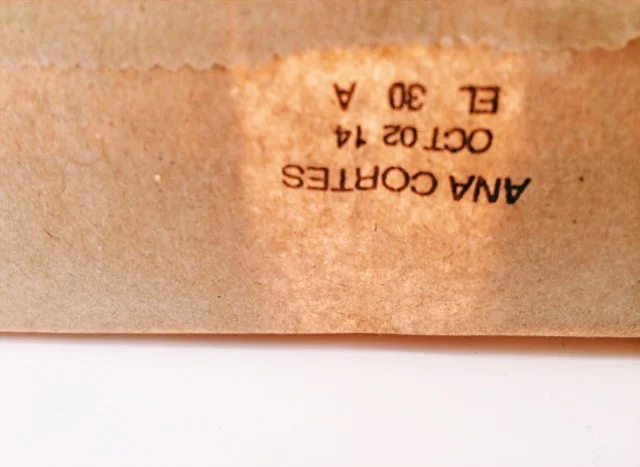 ANA CORTES
OCT 02 14
EL 30 A